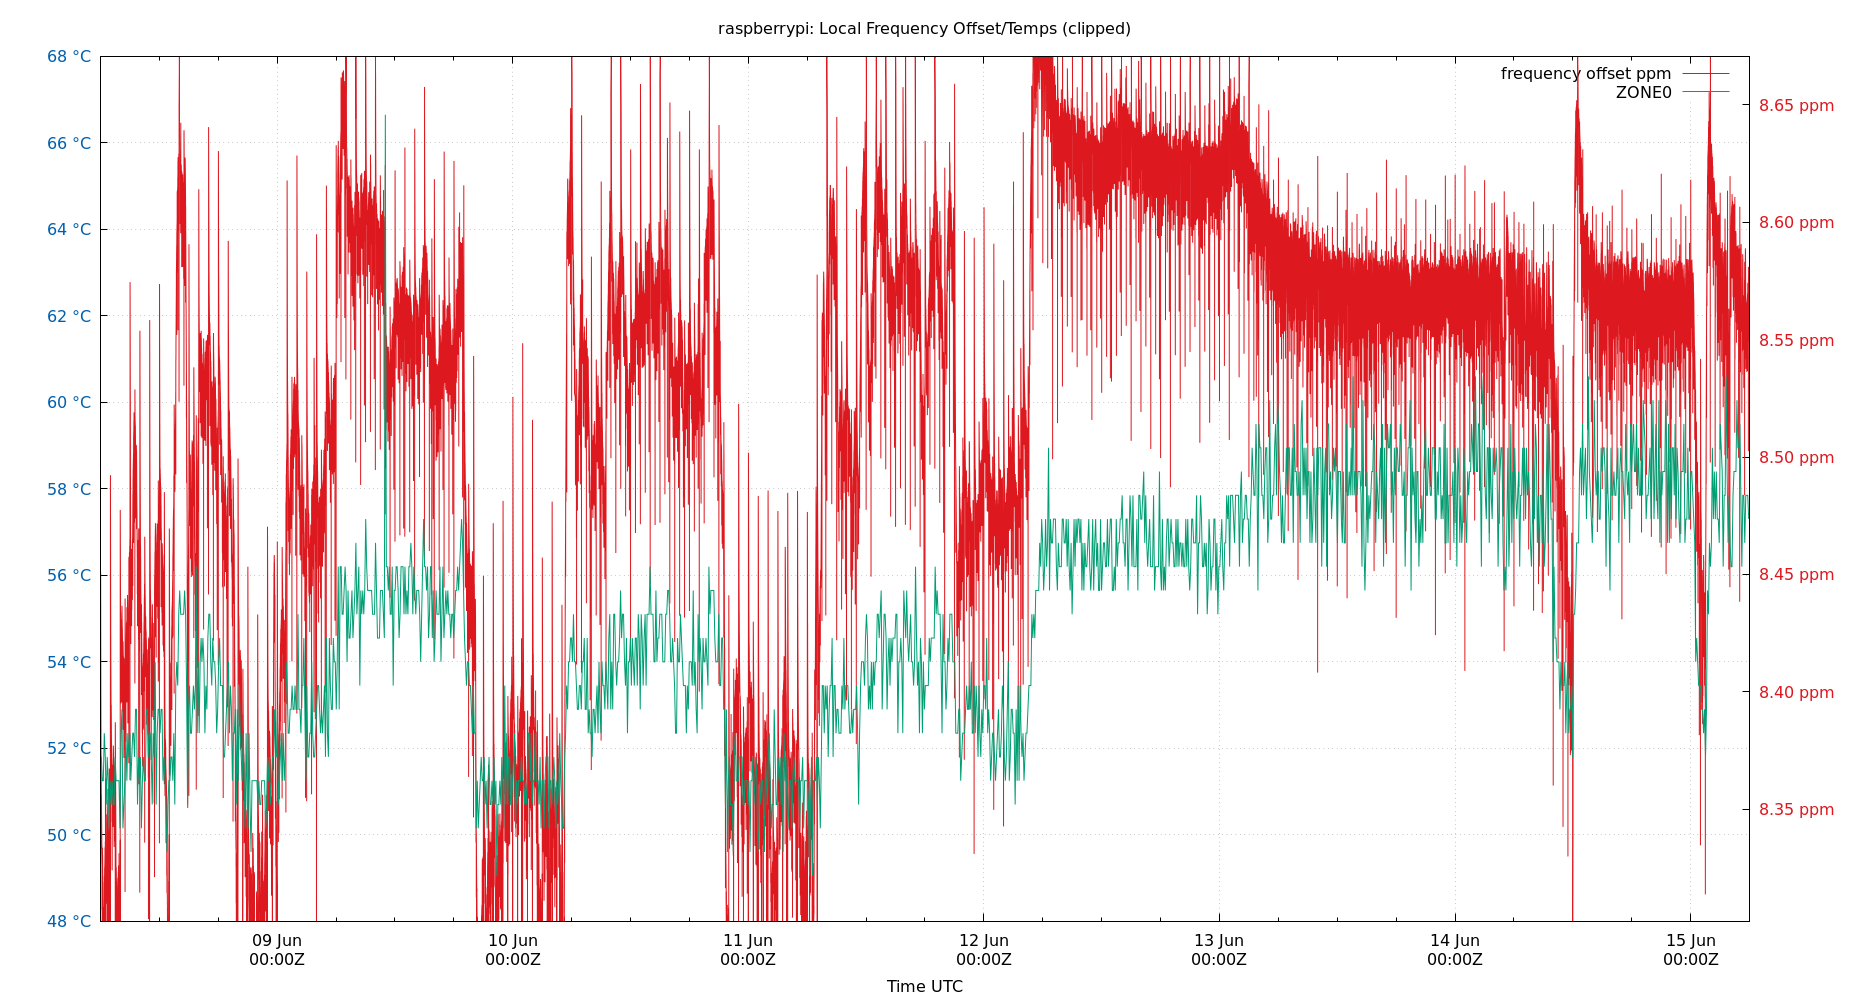 raspberrypi: Local Frequency Offset/Temps (clipped)
68 °C
66 °C
64 °C
62 °C
60 °C
58 °C
56 °C
54 °C
52 °C
50 °C
48 °C
frequency offset ppm
ZONE0
8.65 ppm
8.60 ppm
8.55 ppm
8.50 ppm
8.45 ppm
8.40 ppm
8.35 ppm
09 Jun 10 Jun 11 Jun 12 Jun 13 Jun 14 Jun 15 Jun
00:00Z 00:00Z 00:00Z 00:00Z 00:00Z 00:00Z 00:00Z
Time UTC